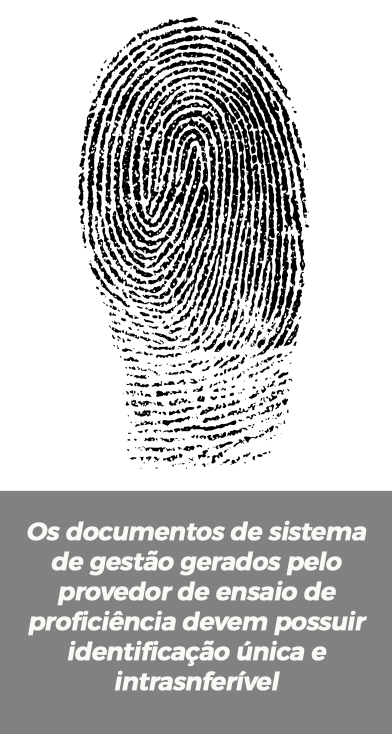 Os documentos de sistema
de gestão gerados pelo
provedor de ensaio de
proficiência devem possuir
identificação única e
intrasnferível